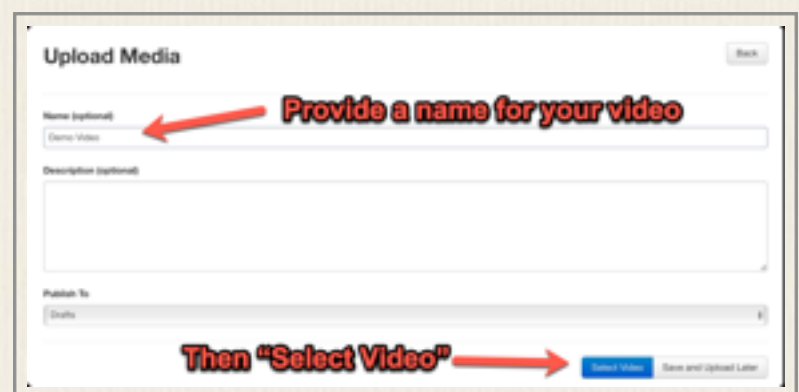 Upload Media
Back
Provide a name for your video
Name (optional)
Demo Video
Description (optional)
Publish To
Drafts
Then “Select Video”
Select Video
Save and Upload Later